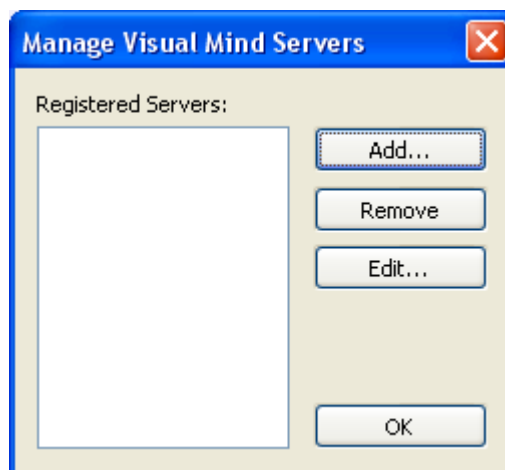 Manage Visual Mind Servers
Registered Servers:
Add...
Remove
Edit...
OK